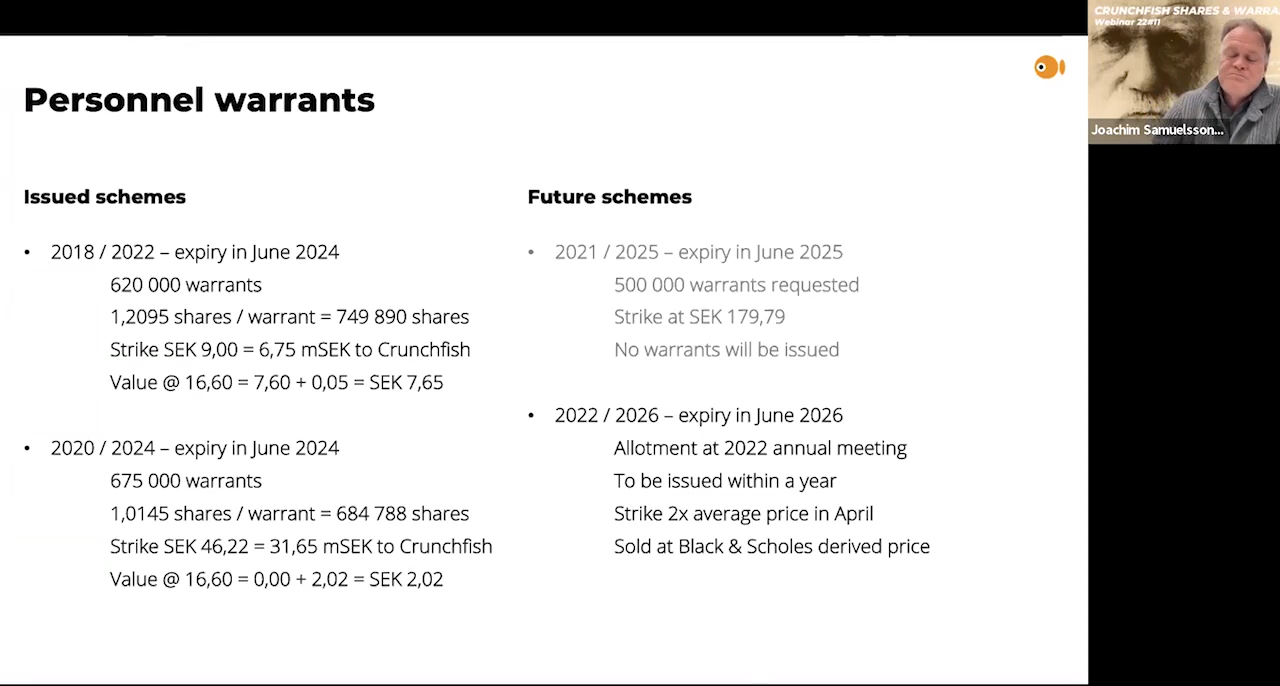 CRUNCHFISH SHARES & WARRA
Webinar 22#11
Joachim Samuelsson...
Personnel warrants
Issued schemes
• 2018 / 2022 – expiry in June 2024
620 000 warrants
1,2095 shares / warrant = 749 890 shares
Strike SEK 9,00 = 6,75 mSEK to Crunchfish
Value @ 16,60 = 7,60 + 0,05 = SEK 7,65
• 2020 / 2024 – expiry in June 2024
675 000 warrants
1,0145 shares / warrant = 684 788 shares
Strike SEK 46,22 = 31,65 mSEK to Crunchfish
Value @ 16,60 = 0,00 + 2,02 = SEK 2,02
Future schemes
• 2021 / 2025 – expiry in June 2025
500 000 warrants requested
Strike at SEK 179,79
No warrants will be issued
• 2022 / 2026 – expiry in June 2026
Allotment at 2022 annual meeting
To be issued within a year
Strike 2x average price in April
Sold at Black & Scholes derived price